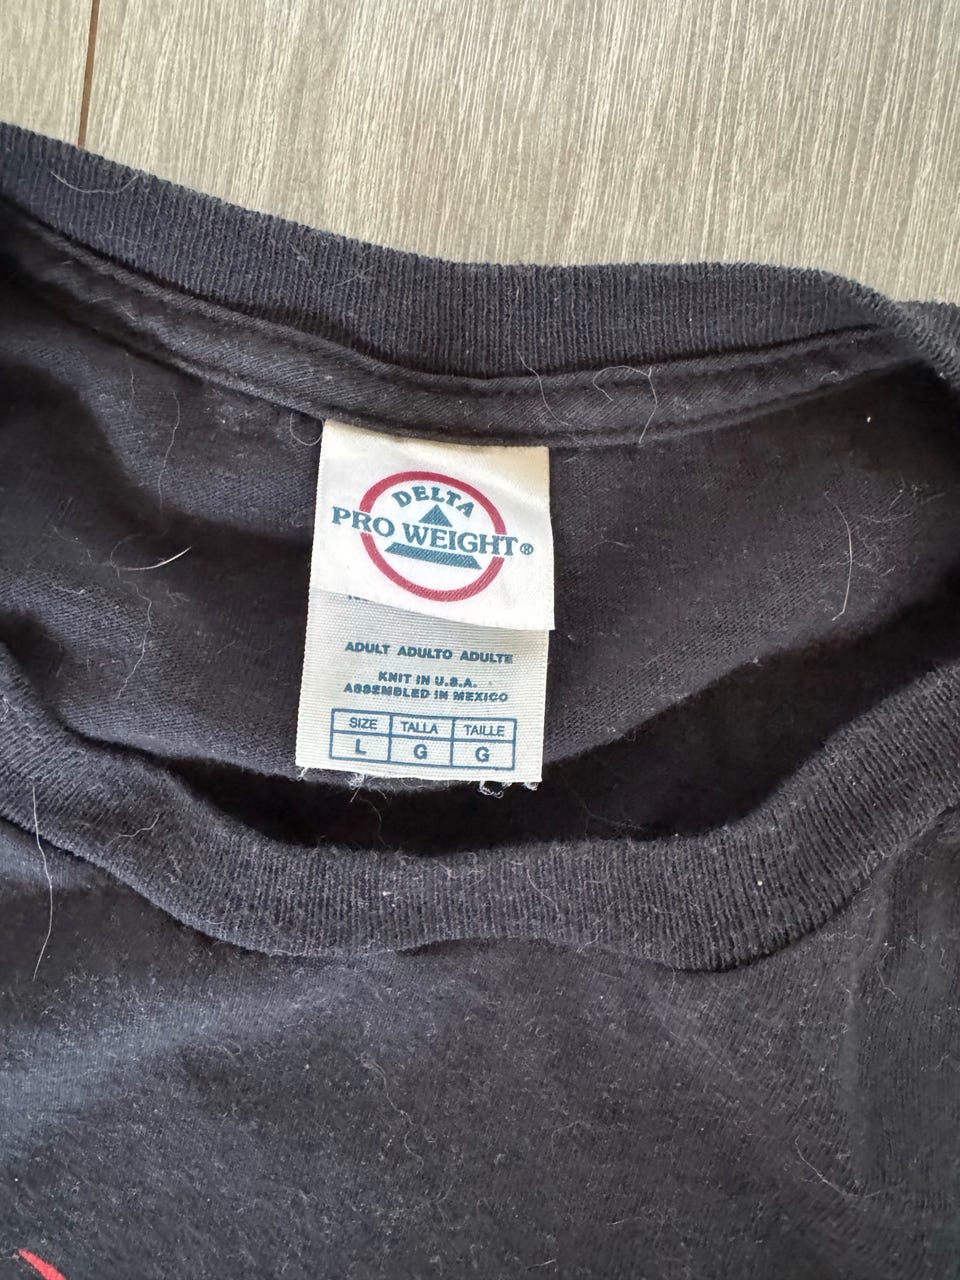 DELTA
PRO WEIGHT®
ADULT ADULTO ADULTE
KNIT IN U.S.A.
ASSEMBLED IN MEXICO
SIZE TALLA TAILLE
L G G